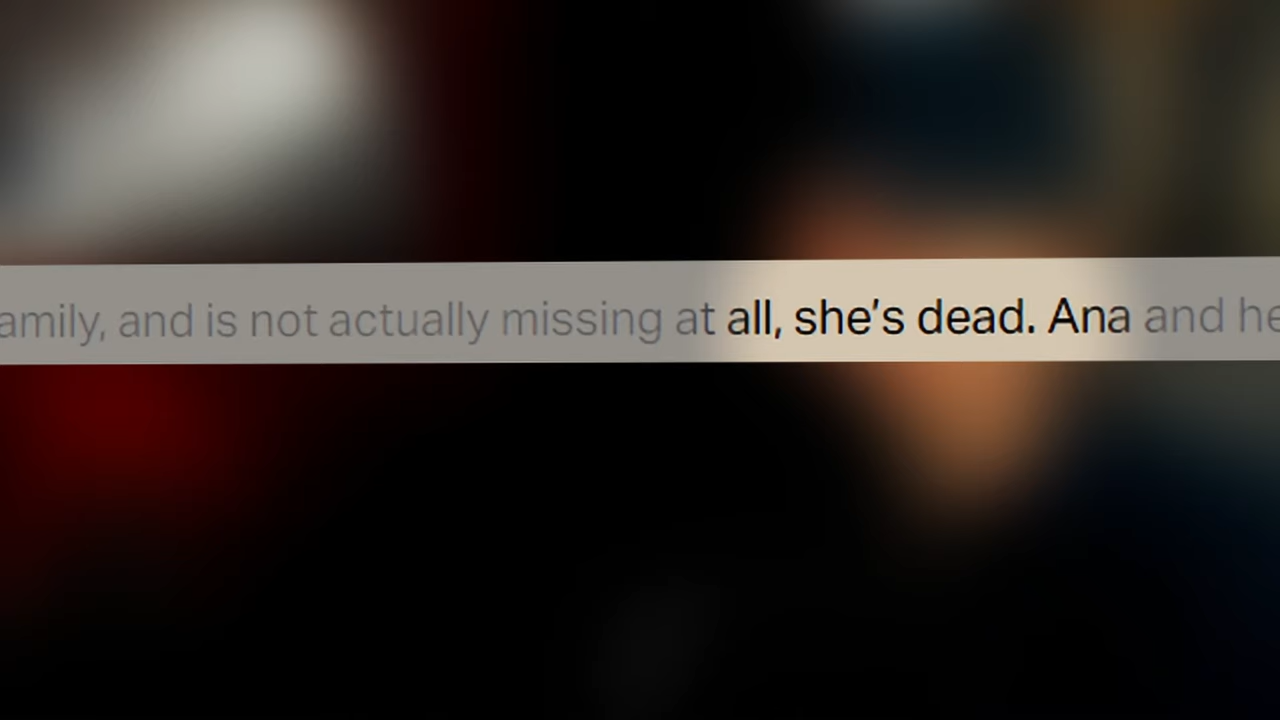 amily, and is not actually missing at all, she's dead. Ana and he